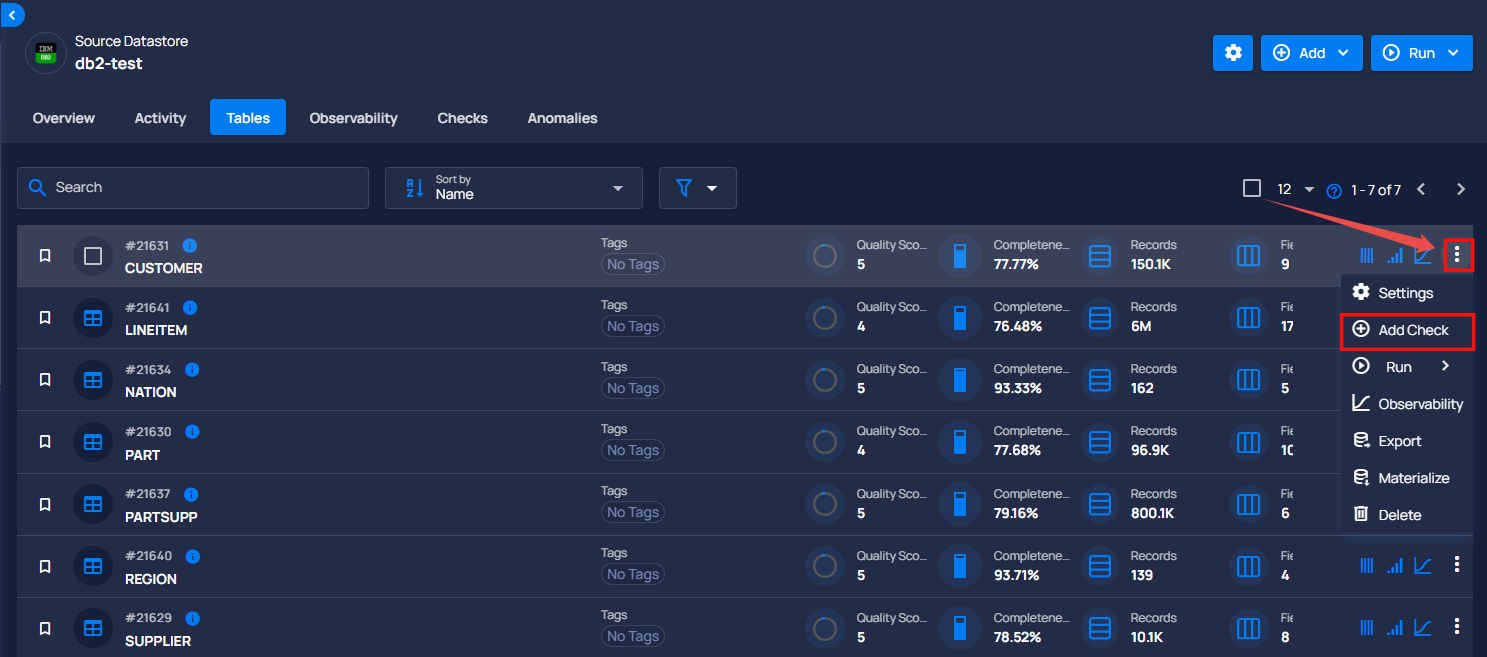 IBM
DB2
Source Datastore
db2-test
Add
Run
Overview
Activity
Tables
Observability
Checks
Anomalies
Search
A
Z
Sort by
Name
12
1 - 7 of 7
#21631
CUSTOMER
Tags
No Tags
Quality Sco...
5
Completene...
77.77%
Records
150.1K
Fie
9
#21641
LINEITEM
Tags
No Tags
Quality Sco...
4
Completene...
76.48%
Records
6M
Fie
17
#21634
NATION
Tags
No Tags
Quality Sco...
5
Completene...
93.33%
Records
162
Fie
5
#21630
PART
Tags
No Tags
Quality Sco...
4
Completene...
77.68%
Records
96.9K
Fie
10
#21637
PARTSUPP
Tags
No Tags
Quality Sco...
5
Completene...
79.16%
Records
800.1K
Fie
6
#21640
REGION
Tags
No Tags
Quality Sco...
5
Completene...
93.71%
Records
139
Fie
4
#21629
SUPPLIER
Tags
No Tags
Quality Sco...
5
Completene...
78.52%
Records
10.1K
Fie
8
Settings
Add Check
Run
Observability
Export
Materialize
Delete